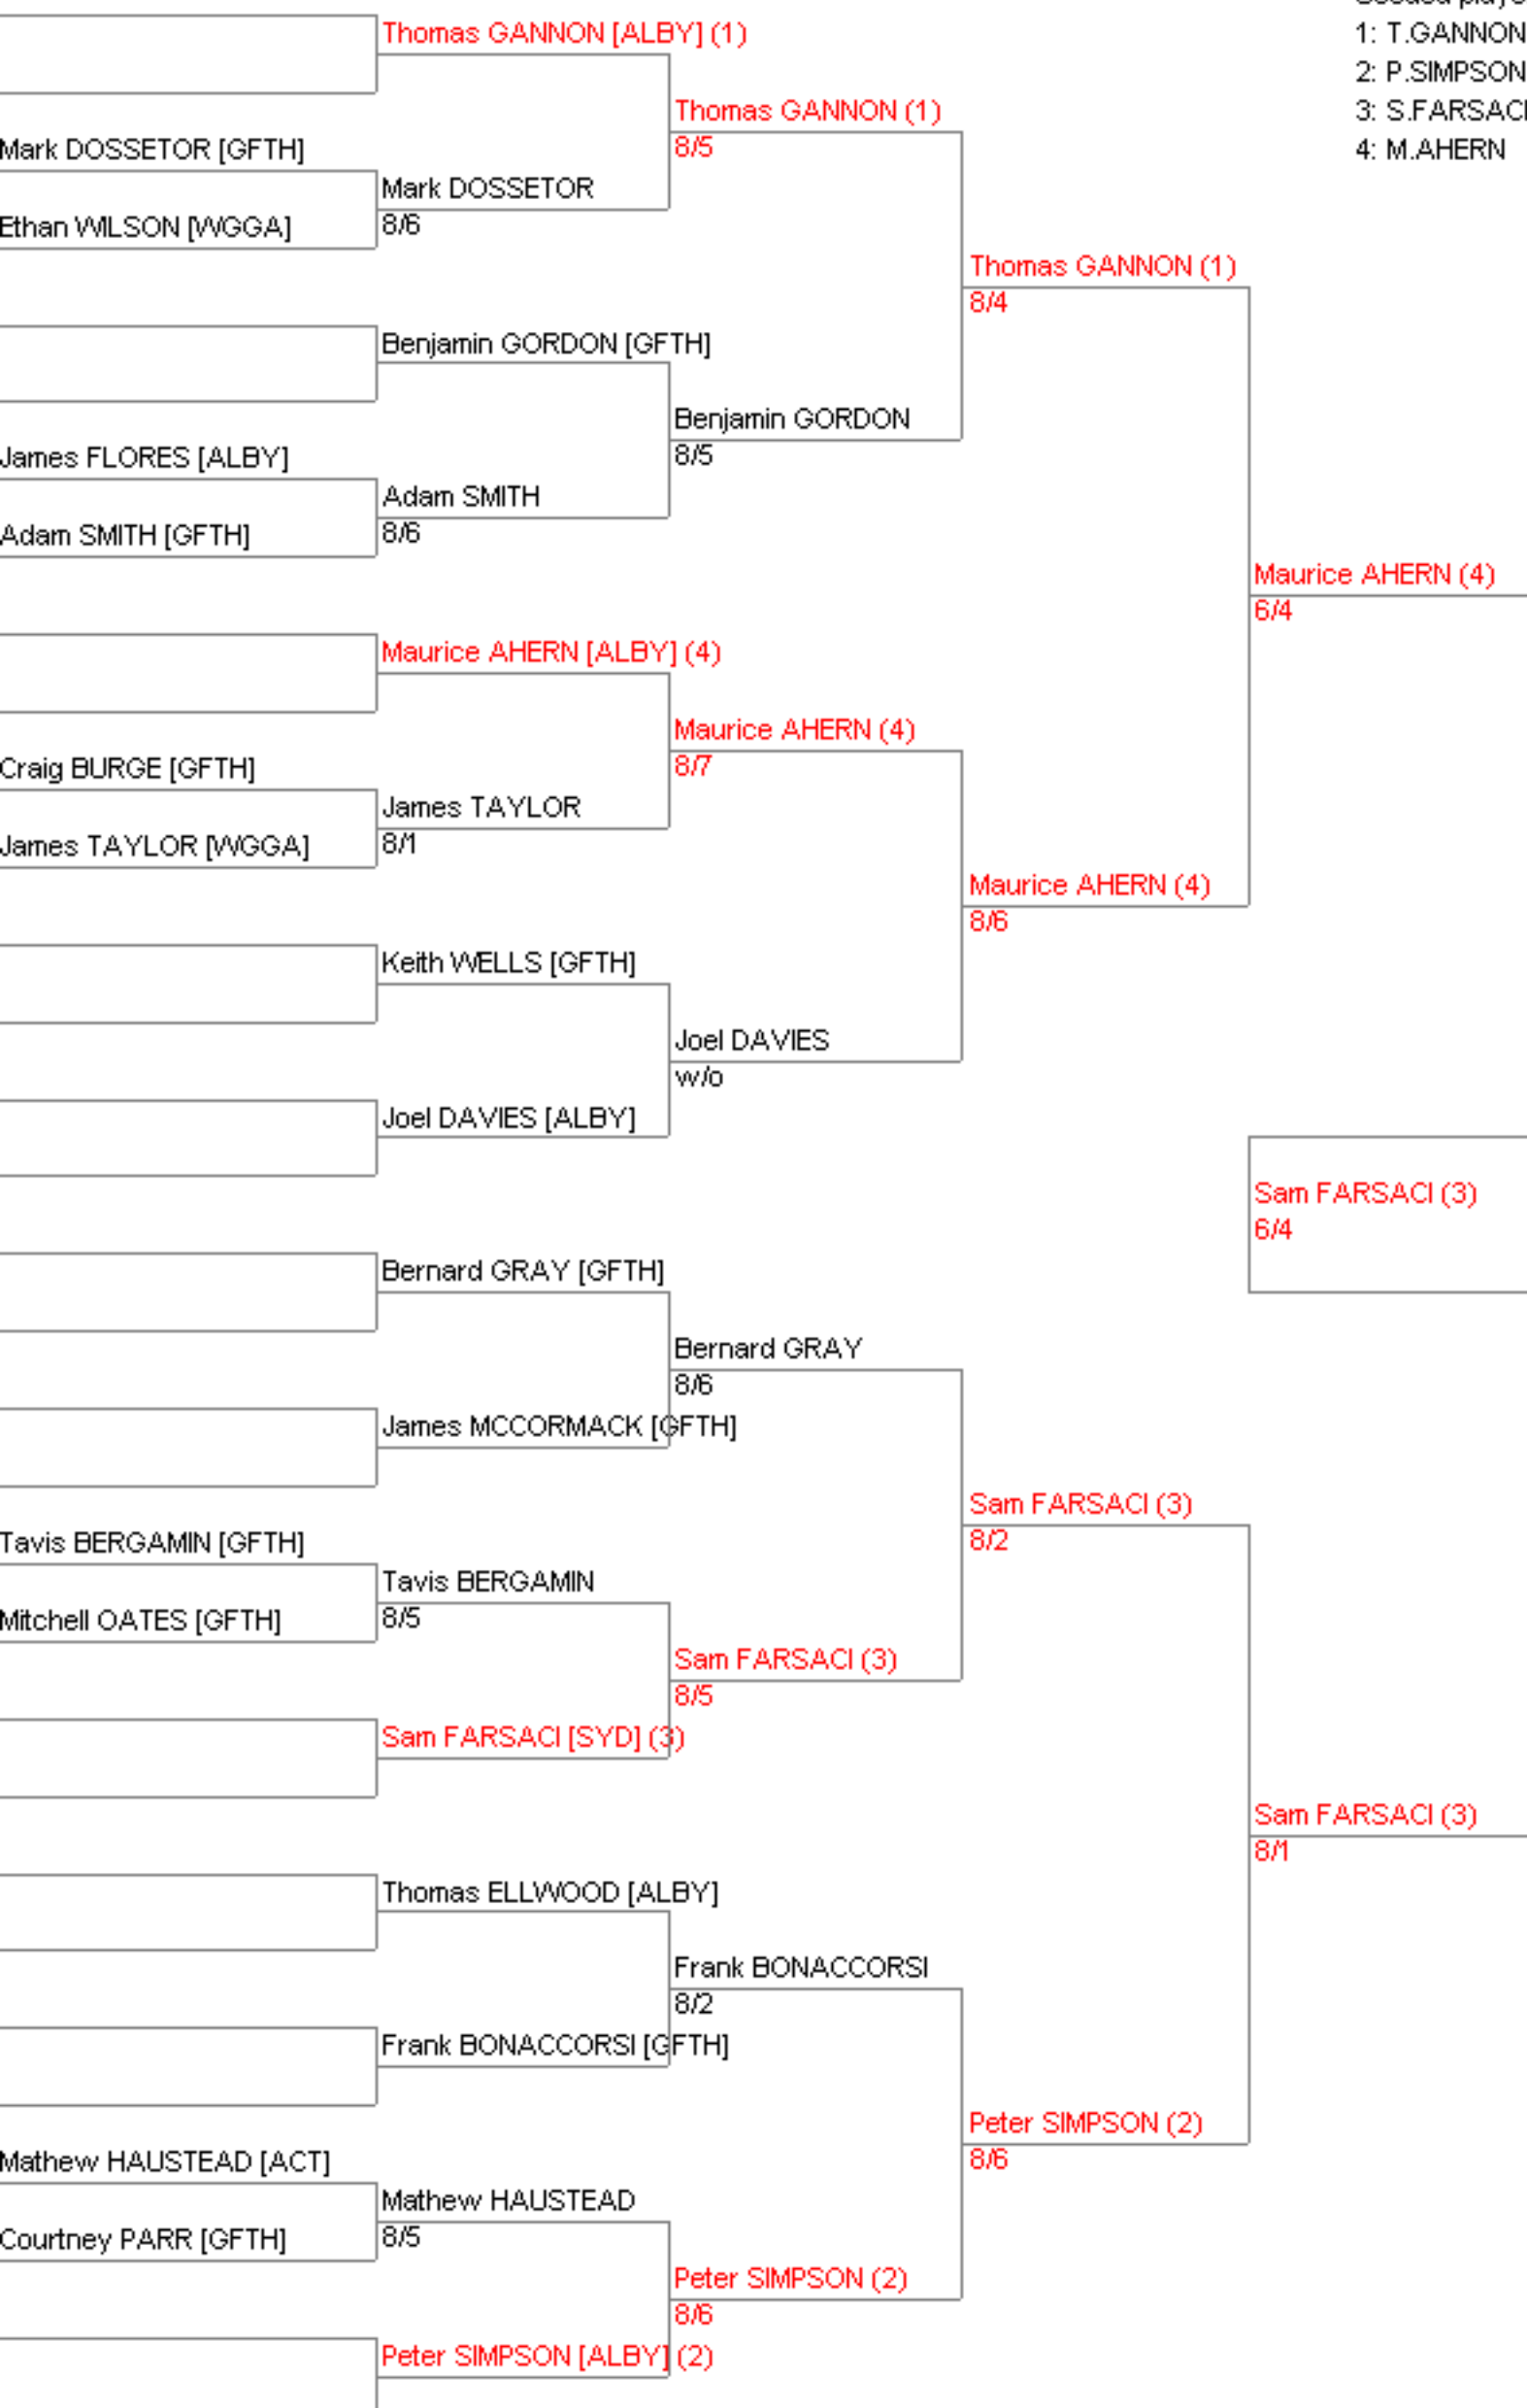 Thomas GANNON [ALBY] (1)
1: T.GANNON
2: P.SIMPSON
3: S.FARSACI
4: M.AHERN
Thomas GANNON (1)
8/5
Mark DOSSETOR [GFTH]
Mark DOSSETOR
8/6
Ethan WILSON [WGGA]
Thomas GANNON (1)
8/4
Benjamin GORDON [GFTH]
Benjamin GORDON
8/5
James FLORES [ALBY]
Adam SMITH
8/6
Adam SMITH [GFTH]
Maurice AHERN (4)
6/4
Maurice AHERN [ALBY] (4)
Maurice AHERN (4)
8/7
Craig BURGE [GFTH]
James TAYLOR
8/1
James TAYLOR [WGGA]
Maurice AHERN (4)
8/6
Keith WELLS [GFTH]
Joel DAVIES
w/o
Joel DAVIES [ALBY]
Sam FARSACI (3)
6/4
Bernard GRAY [GFTH]
Bernard GRAY
8/6
James MCCORMACK [GFTH]
Sam FARSACI (3)
8/2
Tavis BERGAMIN [GFTH]
Tavis BERGAMIN
8/5
Mitchell OATES [GFTH]
Sam FARSACI (3)
8/5
Sam FARSACI [SYD] (3)
Sam FARSACI (3)
8/1
Thomas ELLWOOD [ALBY]
Frank BONACCORSI
8/2
Frank BONACCORSI [GFTH]
Peter SIMPSON (2)
8/6
Mathew HAUSTEAD [ACT]
Mathew HAUSTEAD
8/5
Courtney PARR [GFTH]
Peter SIMPSON (2)
8/6
Peter SIMPSON [ALBY] (2)